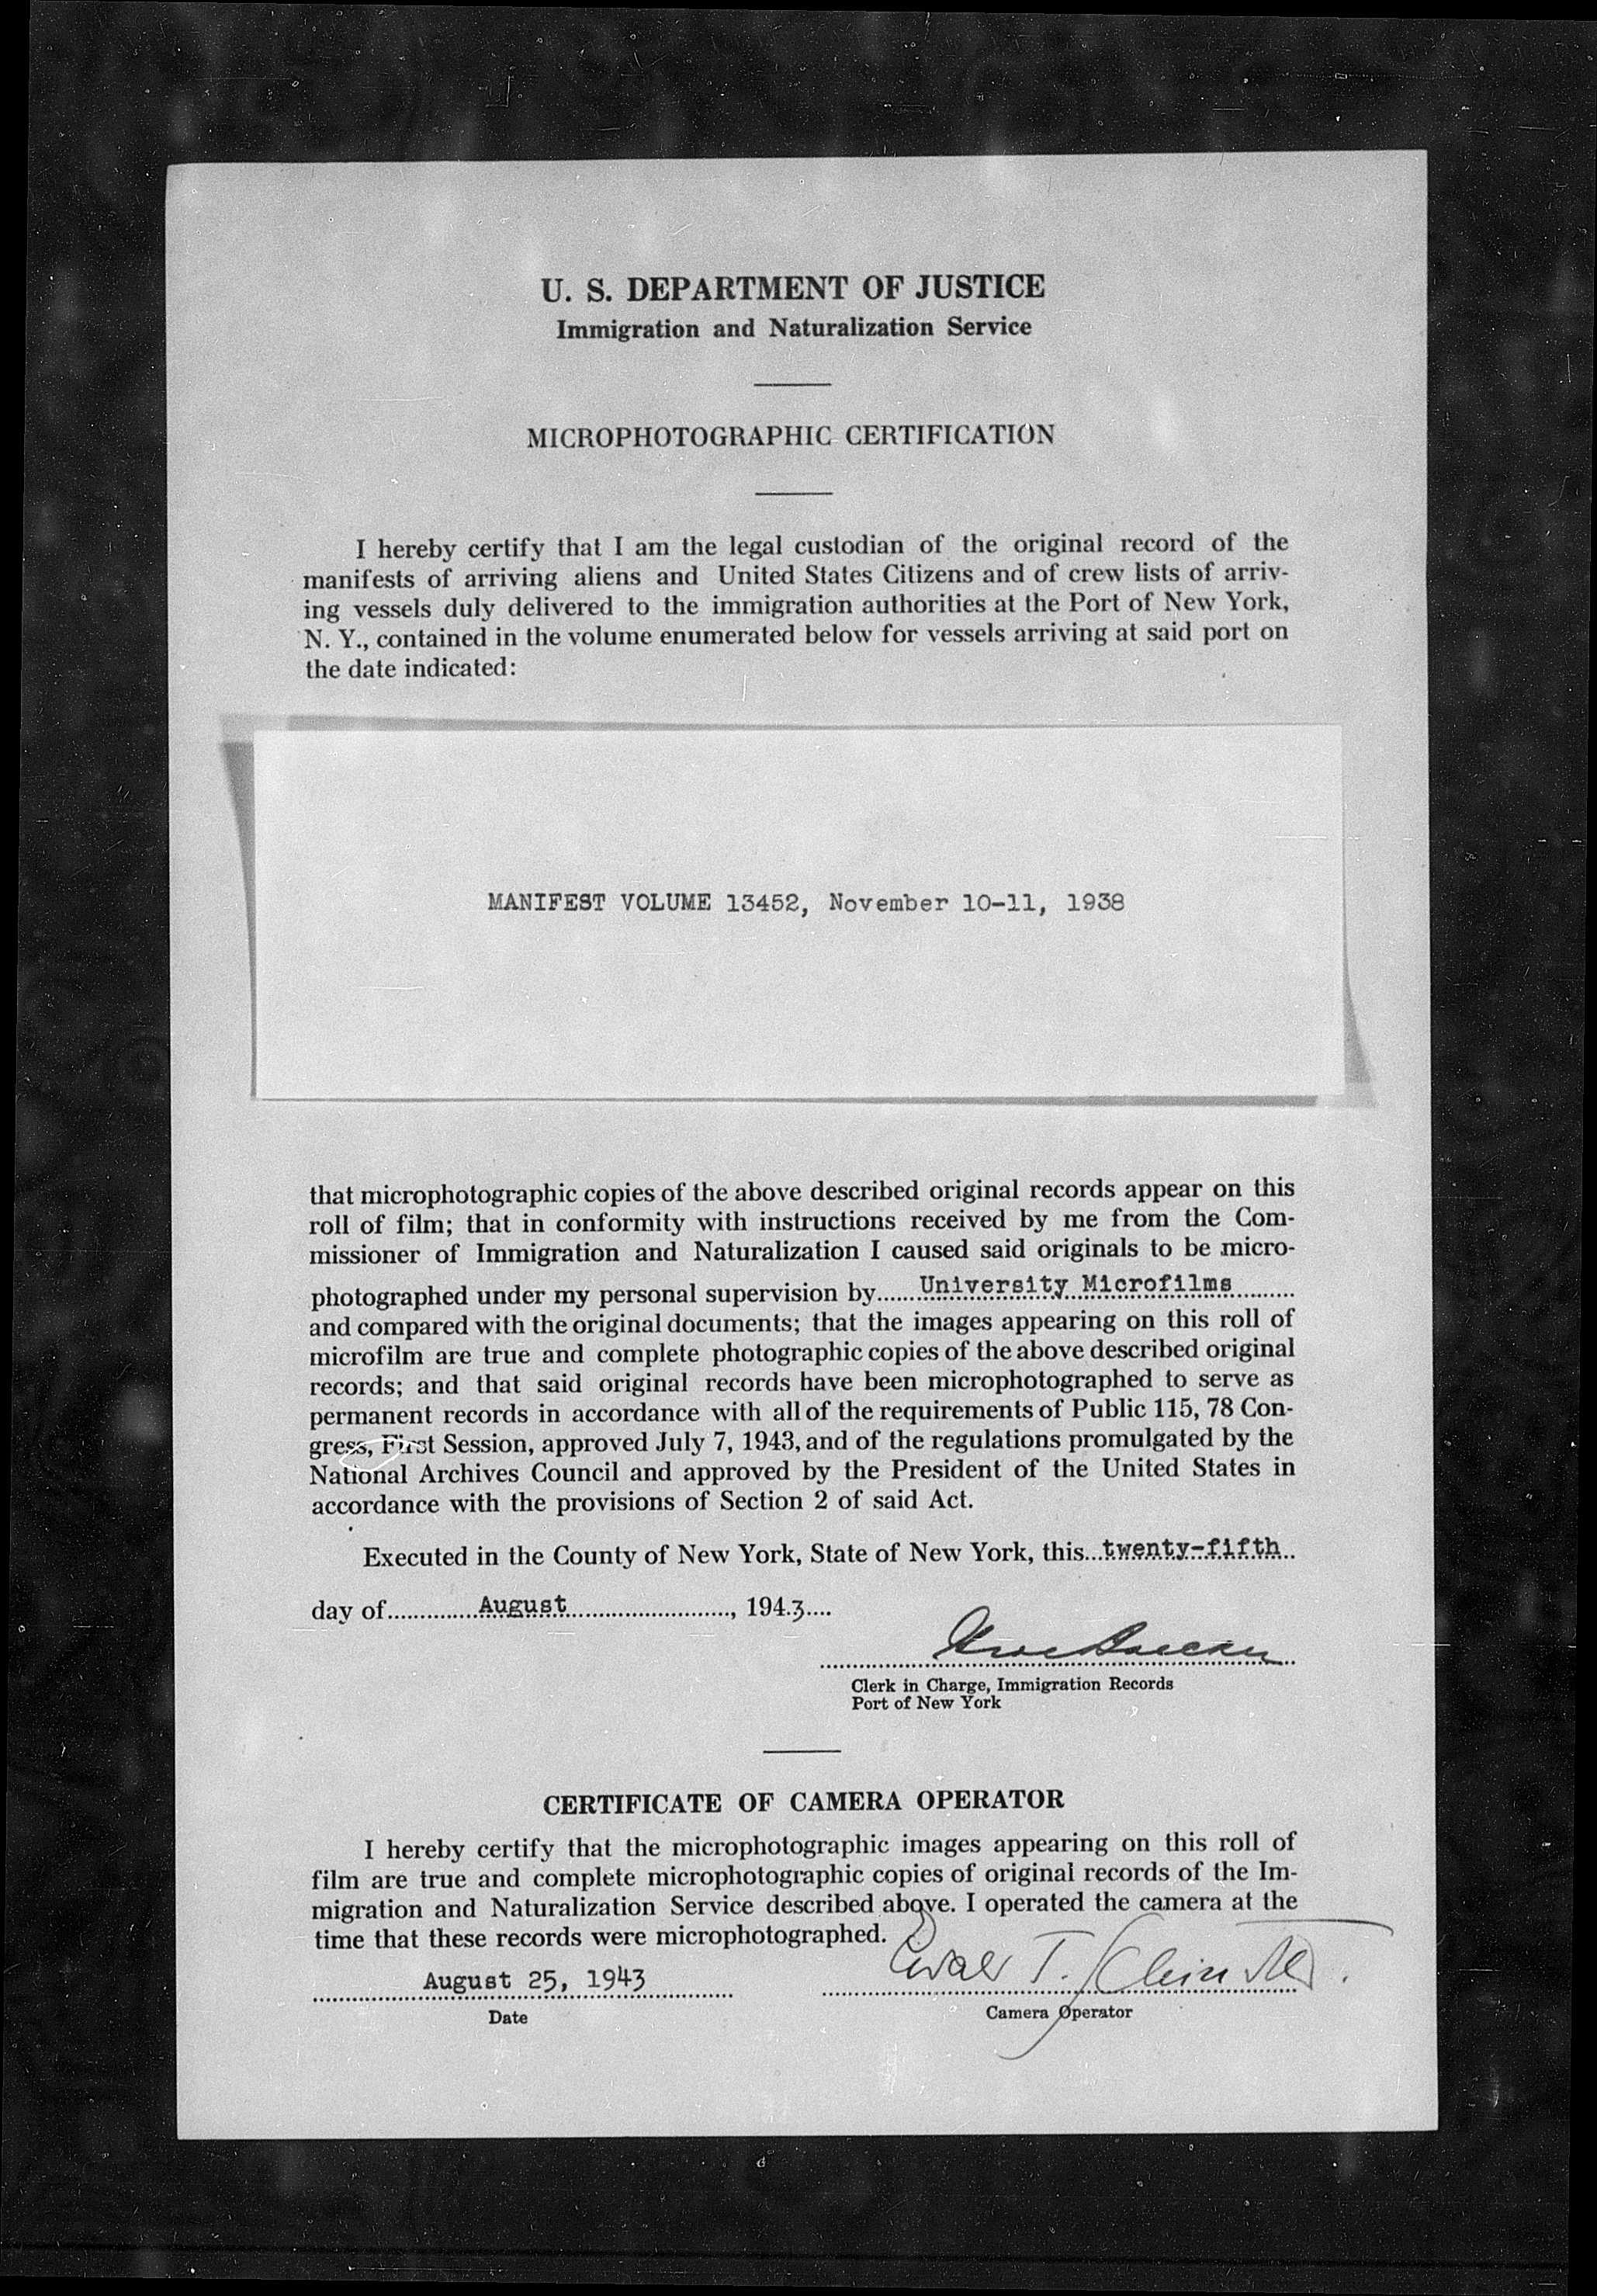 U. S. DEPARTMENT OF JUSTICE
Immigration and Naturalization Service
MICROPHOTOGRAPHIC CERTIFICATION
I hereby certify that I am the legal custodian of the original record of the
manifests of arriving aliens and United States Citizens and of crew lists of arriv-
ing vessels duly delivered to the immigration authorities at the Port of New York,
N. Y., contained in the volume enumerated below for vessels arriving at said port on
the date indicated:
MANIFEST VOLUME 13452, November 10-11, 1938
that microphotographic copies of the above described original records appear on this
roll of film; that in conformity with instructions received by me from the Com-
missioner of Immigration and Naturalization I caused said originals to be micro-
photographed under my personal supervision by University Microfilms
and compared with the original documents; that the images appearing on this roll of
microfilm are true and complete photographic copies of the above described original
records; and that said original records have been microphotographed to serve as
permanent records in accordance with all of the requirements of Public 115, 78 Con-
gress, First Session, approved July 7, 1943, and of the regulations promulgated by the
National Archives Council and approved by the President of the United States in
accordance with the provisions of Section 2 of said Act.
Executed in the County of New York, State of New York, this twenty-fifth
day of August, 1943
Clerk in Charge, Immigration Records
Port of New York
CERTIFICATE OF CAMERA OPERATOR
I hereby certify that the microphotographic images appearing on this roll of
film are true and complete microphotographic copies of original records of the Im-
migration and Naturalization Service described above. I operated the camera at the
time that these records were microphotographed.
August 25, 1943
T.
Date
Camera Operator